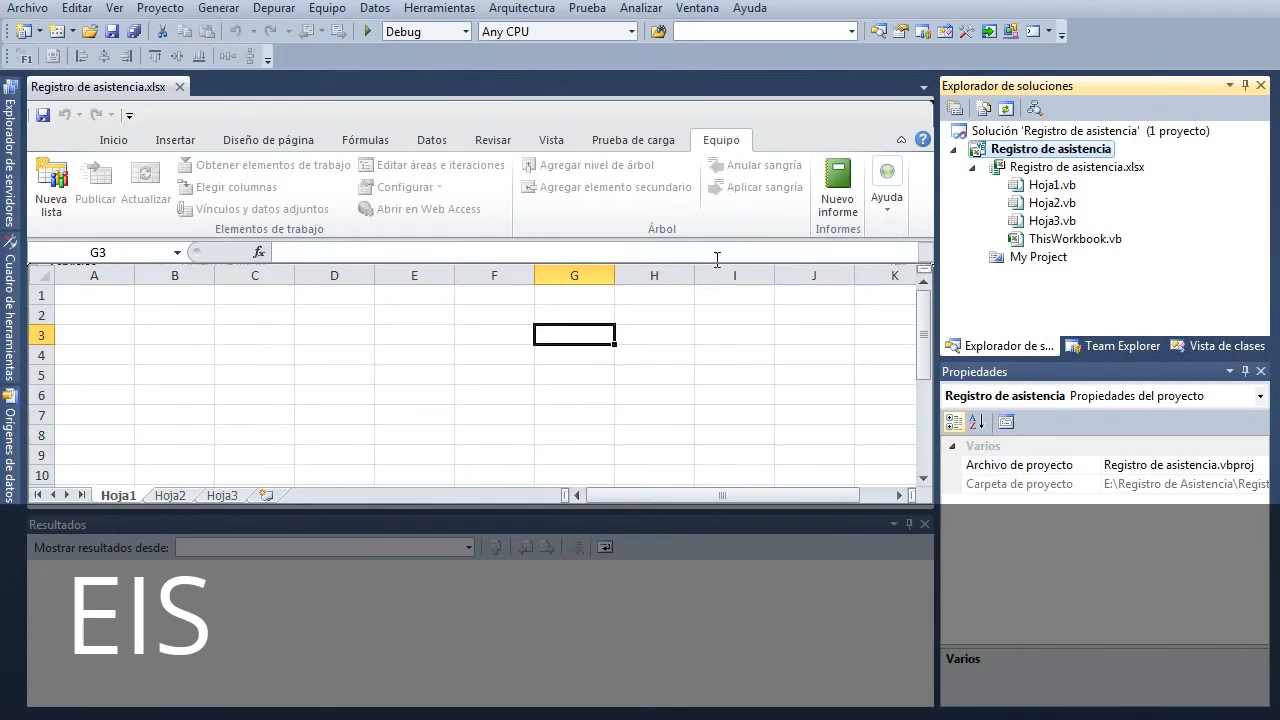 Archivo Editar Ver Proyecto Generar Depurar Equipo Datos Herramientas Arquitectura Prueba Analizar Ventana Ayuda
Debug Any CPU
Registro de asistencia.xlsx
Inicio Insertar Diseño de página Fórmulas Datos Revisar Vista Prueba de carga Equipo
Nueva lista
Publicar
Actualizar
Obtener elementos de trabajo
Elegir columnas
Vínculos y datos adjuntos
Editar áreas e iteraciones
Configurar
Abrir en Web Access
Elementos de trabajo
Agregar nivel de árbol
Agregar elemento secundario
Anular sangría
Aplicar sangría
Árbol
Nuevo informe
Informes
Ayuda
G3 fx
A B C D E F G H I J K
1
2
3
4
5
6
7
8
9
10
Hoja1 Hoja2 Hoja3
Explorador de servidores
Cuadro de herramientas
Orígenes de datos
Resultados
Mostrar resultados desde:
EIS
Explorador de soluciones
Solución 'Registro de asistencia' (1 proyecto)
Registro de asistencia
Registro de asistencia.xlsx
Hoja1.vb
Hoja2.vb
Hoja3.vb
ThisWorkbook.vb
My Project
Explorador de s... Team Explorer Vista de clases
Propiedades
Registro de asistencia Propiedades del proyecto
Varios
Archivo de proyecto Registro de asistencia.vbproj
Carpeta de proyecto E:\Registro de Asistencia\Regist
Varios